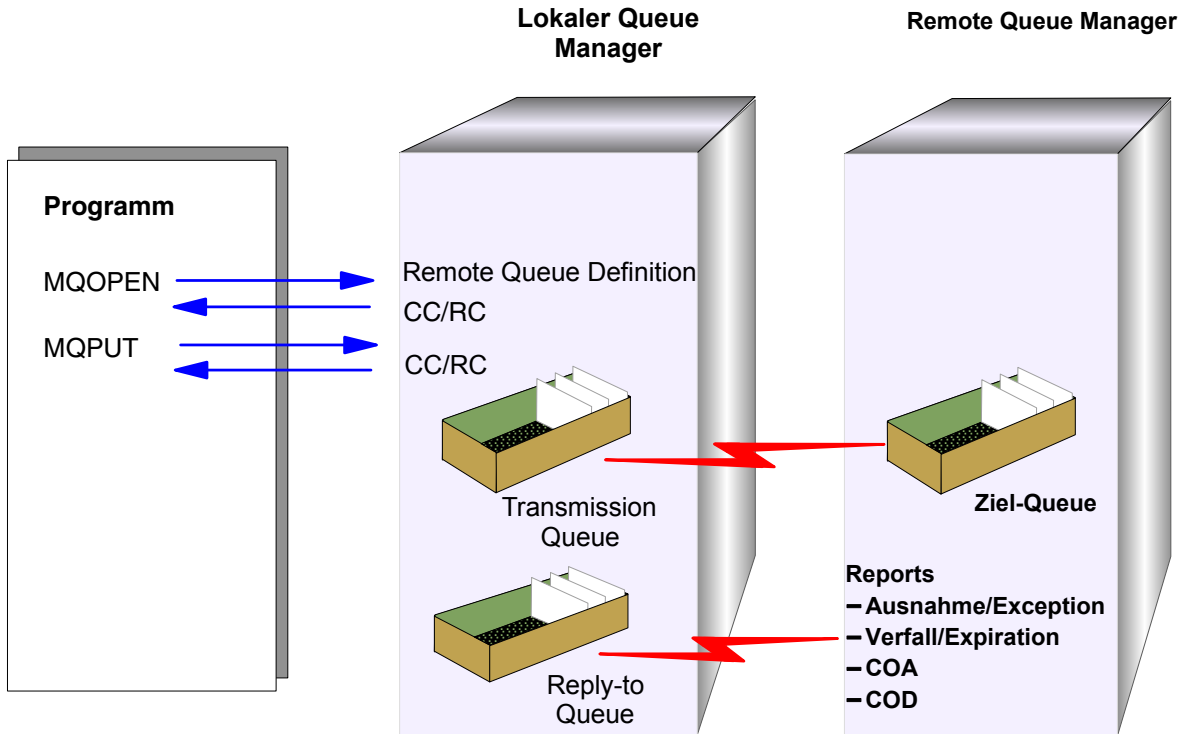 Lokaler Queue
Manager
Remote Queue Manager
Programm
MQOPEN
MQPUT
Remote Queue Definition
CC/RC
CC/RC
Transmission
Queue
Reply-to
Queue
Ziel-Queue
Reports
– Ausnahme/Exception
– Verfall/Expiration
– COA
– COD